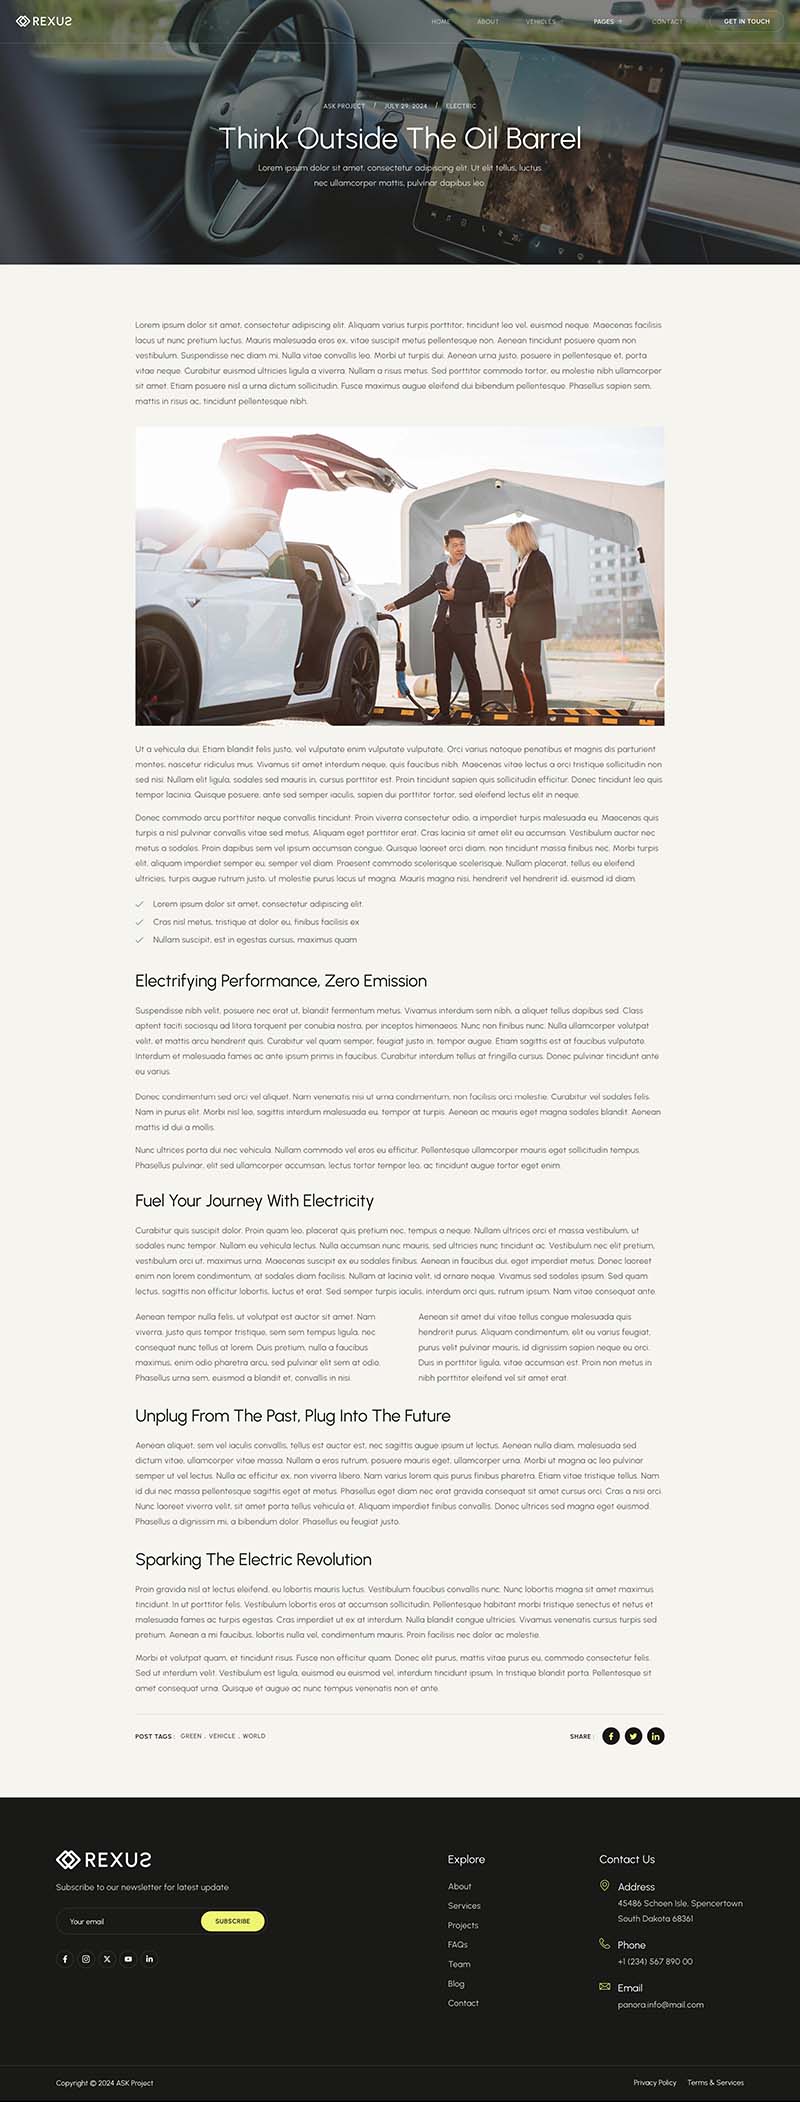 REXUS
HOME ABOUT VEHICLES PAGES CONTACT GET IN TOUCH
ASK PROJECT / JULY 29, 2024 / ELECTRIC
Think Outside The Oil Barrel
Lorem ipsum dolor sit amet, consectetur adipiscing elit. Ut elit tellus, luctus
nec ullamcorper mattis, pulvinar dapibus leo.
Lorem ipsum dolor sit amet, consectetur adipiscing elit. Aliquam varius turpis porttitor, tincidunt leo vel, euismod neque. Maecenas facilisis
lacus ut nunc pretium luctus. Mauris malesuada eros ex, vitae suscipit metus pellentesque non. Aenean tincidunt posuere quam non
vestibulum. Suspendisse nec diam mi. Nulla vitae convallis leo. Morbi ut turpis dui. Aenean urna justo, posuere in pellentesque et, porta
vitae neque. Curabitur euismod ultricies ligula a viverra. Nullam a risus metus. Sed porttitor commodo tortor, eu molestie nibh ullamcorper
sit amet. Etiam posuere nisl a urna dictum sollicitudin. Fusce maximus augue eleifend dui bibendum pellentesque. Phasellus sapien sem,
mattis in risus ac, tincidunt pellentesque nibh.
2 3
Ut a vehicula dui. Etiam blandit felis justo, vel vulputate enim vulputate vulputate. Orci varius natoque penatibus et magnis dis parturient
montes, nascetur ridiculus mus. Vivamus sit amet interdum neque, quis faucibus nibh. Maecenas vitae lectus a orci tristique sollicitudin non
sed nisi. Nullam elit ligula, sodales sed mauris in, cursus porttitor est. Proin tincidunt sapien quis sollicitudin efficitur. Donec tincidunt leo quis
tempor lacinia. Quisque posuere, ante sed semper iaculis, sapien dui porttitor tortor, sed eleifend lectus elit in neque.
Donec commodo arcu porttitor neque convallis tincidunt. Proin viverra consectetur odio, a imperdiet turpis malesuada eu. Maecenas quis
turpis a nisl pulvinar convallis vitae sed metus. Aliquam eget porttitor erat. Cras lacinia sit amet elit eu accumsan. Vestibulum auctor nec
metus a sodales. Proin dapibus sem vel ipsum accumsan congue. Quisque laoreet orci diam, non tincidunt massa finibus nec. Morbi turpis
elit, aliquam imperdiet semper eu, semper vel diam. Praesent commodo scelerisque scelerisque. Nullam placerat, tellus eu eleifend
ultricies, turpis augue rutrum justo, ut molestie purus lacus ut magna. Mauris magna nisi, hendrerit vel hendrerit id, euismod id diam.
Lorem ipsum dolor sit amet, consectetur adipiscing elit.
Cras nisl metus, tristique at dolor eu, finibus facilisis ex
Nullam suscipit, est in egestas cursus, maximus quam
Electrifying Performance, Zero Emission
Suspendisse nibh velit, posuere nec erat ut, blandit fermentum metus. Vivamus interdum sem nibh, a aliquet tellus dapibus sed. Class
aptent taciti sociosqu ad litora torquent per conubia nostra, per inceptos himenaeos. Nunc non finibus nunc. Nulla ullamcorper volutpat
velit, et mattis arcu hendrerit quis. Curabitur vel quam semper, feugiat justo in, tempor augue. Etiam sagittis est at faucibus vulputate.
Interdum et malesuada fames ac ante ipsum primis in faucibus. Curabitur interdum tellus at fringilla cursus. Donec pulvinar tincidunt ante
eu varius.
Donec condimentum sed orci vel aliquet. Nam venenatis nisi ut urna condimentum, non facilisis orci molestie. Curabitur vel sodales felis.
Nam in purus elit. Morbi nisl leo, sagittis interdum malesuada eu, tempor at turpis. Aenean ac mauris eget magna sodales blandit. Aenean
mattis id dui a mollis.
Nunc ultrices porta dui nec vehicula. Nullam commodo vel eros eu efficitur. Pellentesque ullamcorper mauris eget sollicitudin tempus.
Phasellus pulvinar, elit sed ullamcorper accumsan, lectus tortor tempor leo, ac tincidunt augue tortor eget enim.
Fuel Your Journey With Electricity
Curabitur quis suscipit dolor. Proin quam leo, placerat quis pretium nec, tempus a neque. Nullam ultrices orci et massa vestibulum, ut
sodales nunc tempor. Nullam eu vehicula lectus. Nulla accumsan nunc mauris, sed ultricies nunc tincidunt ac. Vestibulum nec elit pretium,
vestibulum orci ut, maximus urna. Maecenas suscipit ex eu sodales finibus. Aenean in faucibus dui, eget imperdiet metus. Donec laoreet
enim non lorem condimentum, at sodales diam facilisis. Nullam at lacinia velit, id ornare neque. Vivamus sed sodales ipsum. Sed quam
lectus, sagittis non efficitur lobortis, luctus et erat. Sed semper turpis iaculis, interdum orci quis, rutrum ipsum. Nam vitae consequat ante.
Aenean tempor nulla felis, ut volutpat est auctor sit amet. Nam
viverra, justo quis tempor tristique, sem sem tempus ligula, nec
consequat nunc tellus at lorem. Duis pretium, nulla a faucibus
maximus, enim odio pharetra arcu, sed pulvinar elit sem at odio.
Phasellus urna sem, euismod a blandit et, convallis in nisi.
Aenean sit amet dui vitae tellus congue malesuada quis
hendrerit purus. Aliquam condimentum, elit eu varius feugiat,
purus velit pulvinar mauris, id dignissim sapien neque eu orci.
Duis in porttitor ligula, vitae accumsan est. Proin non metus in
nibh porttitor eleifend vel sit amet erat.
Unplug From The Past, Plug Into The Future
Aenean aliquet, sem vel iaculis convallis, tellus est auctor est, nec sagittis augue ipsum ut lectus. Aenean nulla diam, malesuada sed
dictum vitae, ullamcorper vitae massa. Nullam a eros rutrum, posuere mauris eget, ullamcorper urna. Morbi ut magna ac leo pulvinar
semper ut vel lectus. Nulla ac efficitur ex, non viverra libero. Nam varius lorem quis purus finibus pharetra. Etiam vitae tristique tellus. Nam
id dui nec massa pellentesque sagittis eget at metus. Phasellus eget diam nec erat gravida consequat sit amet cursus orci. Cras a nisi orci.
Nunc laoreet viverra velit, sit amet porta tellus vehicula et. Aliquam imperdiet finibus convallis. Donec ultrices sed magna eget euismod.
Phasellus a dignissim mi, a bibendum dolor. Phasellus eu feugiat justo.
Sparking The Electric Revolution
Proin gravida nisl at lectus eleifend, eu lobortis mauris luctus. Vestibulum faucibus convallis nunc. Nunc lobortis magna sit amet maximus
tincidunt. In ut porttitor felis. Vestibulum lobortis eros at accumsan sollicitudin. Pellentesque habitant morbi tristique senectus et netus et
malesuada fames ac turpis egestas. Cras imperdiet ut ex at interdum. Nulla blandit congue ultricies. Vivamus venenatis cursus turpis sed
pretium. Aenean a mi faucibus, lobortis nulla vel, condimentum mauris. Proin facilisis nec dolor ac molestie.
Morbi et volutpat quam, et tincidunt risus. Fusce non efficitur quam. Donec elit purus, mattis vitae purus eu, commodo consectetur felis.
Sed ut interdum velit. Vestibulum est ligula, euismod eu euismod vel, interdum tincidunt ipsum. In tristique blandit porta. Pellentesque sit
amet consequat urna. Quisque et augue ac nunc tempus venenatis non et ante.
POST TAGS : GREEN , VEHICLE , WORLD
SHARE :
REXUS
Subscribe to our newsletter for latest update
Your email SUBSCRIBE
Explore
About
Services
Projects
FAQs
Team
Blog
Contact
Contact Us
Address
45486 Schoen Isle, Spencertown
South Dakota 68361
Phone
+1 (234) 567 890 00
Email
panora.info@mail.com
Copyright © 2024 ASK Project
Privacy Policy Terms & Services